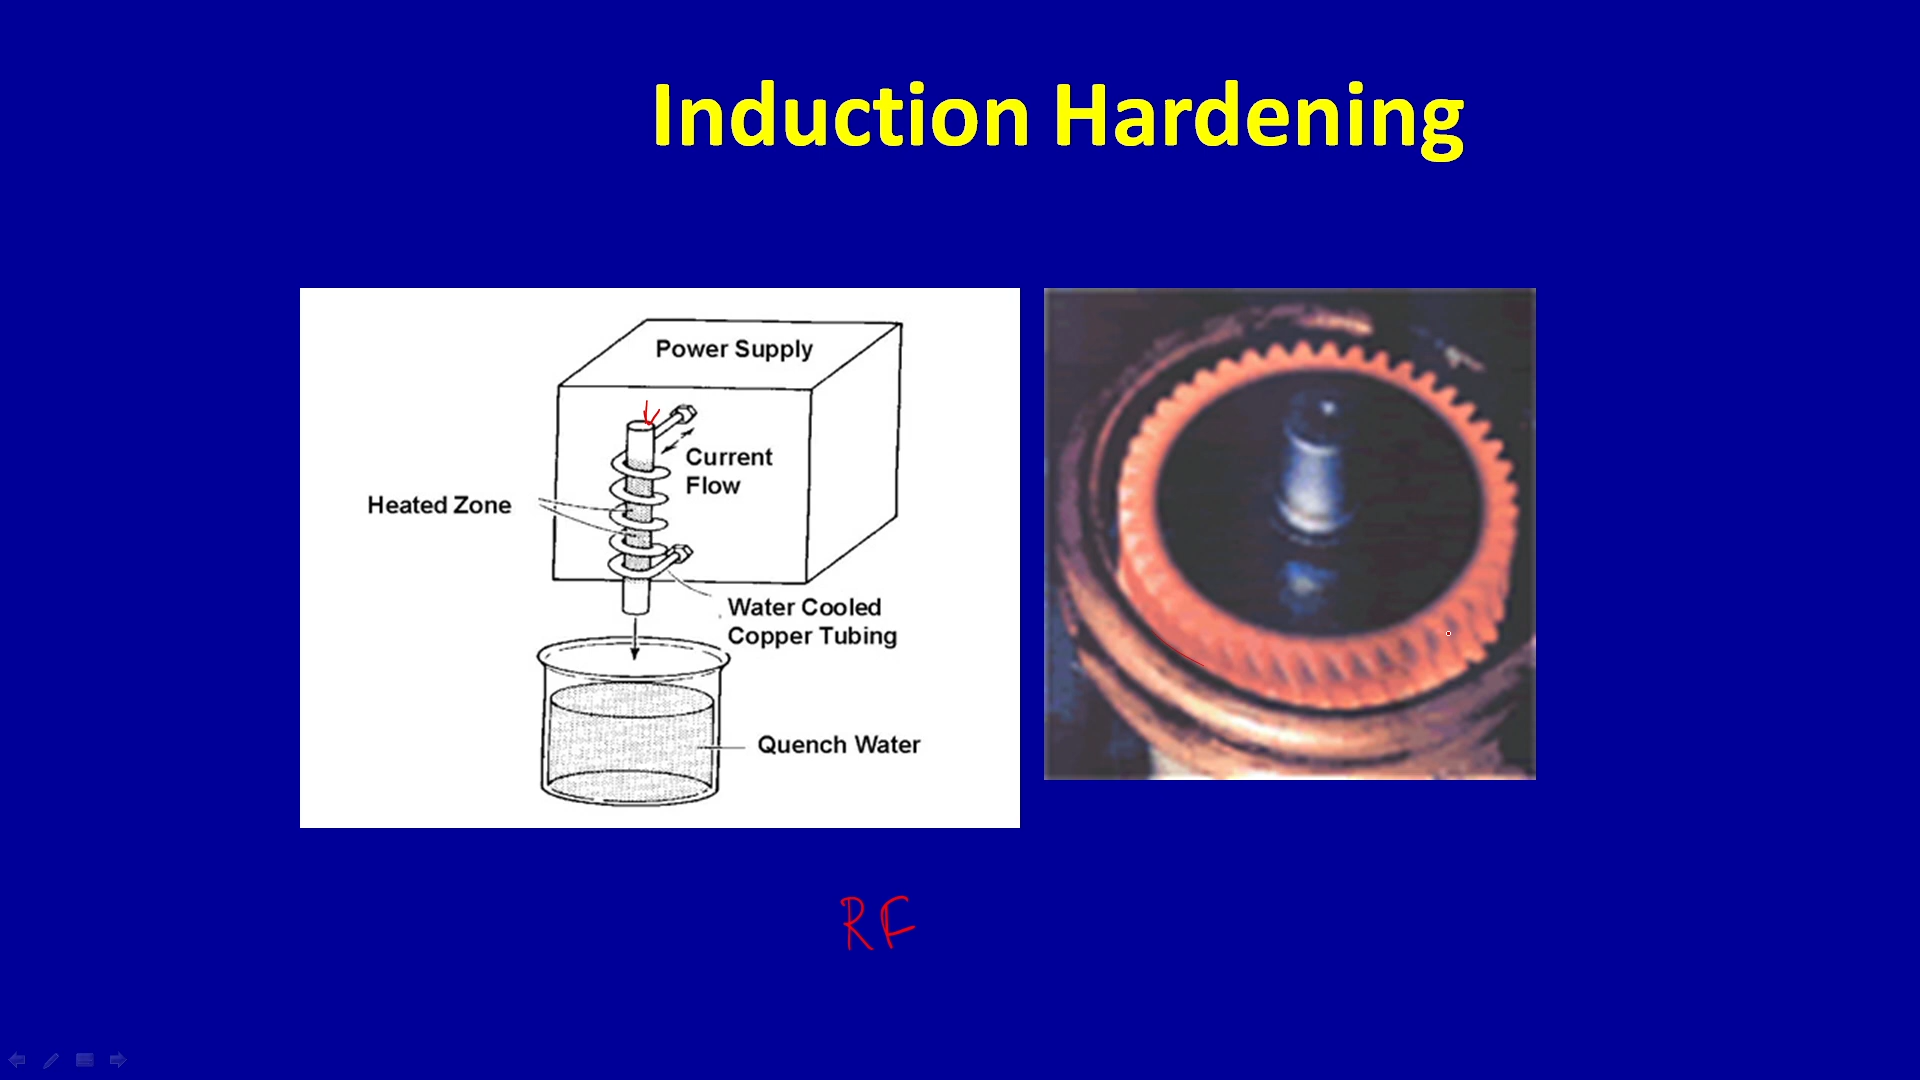 Induction Hardening
Power Supply
Current
Flow
Heated Zone
Water Cooled
Copper Tubing
Quench Water
RF